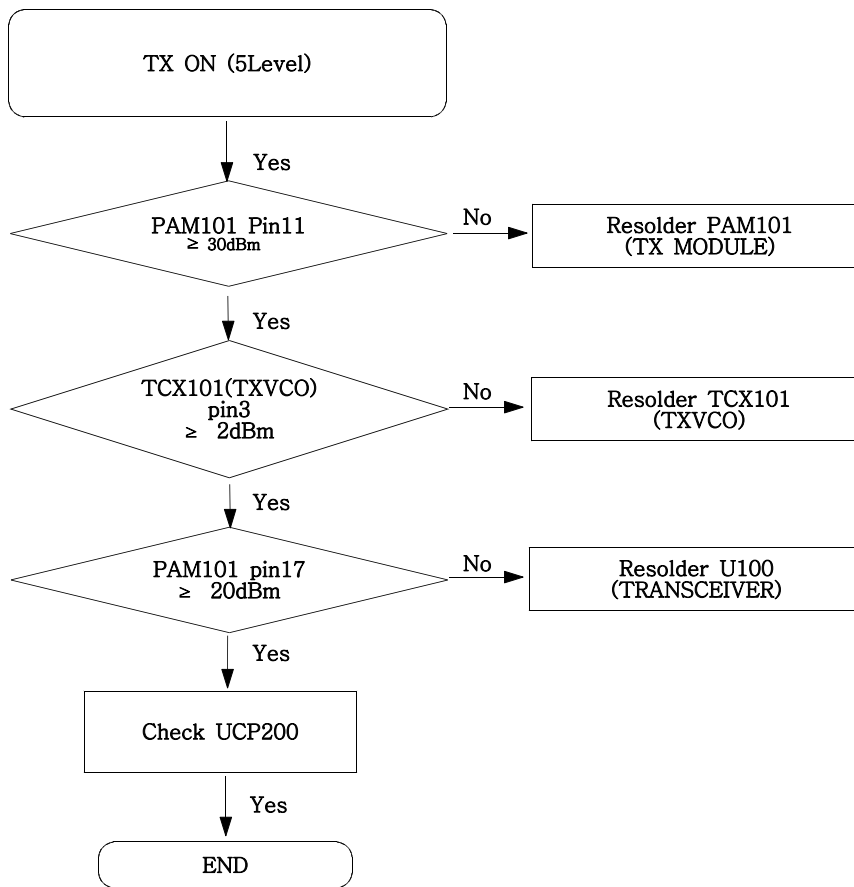 TX ON (5Level)
Yes
PAM101 Pin11
≥ 30dBm
No
Resolder PAM101
(TX MODULE)
Yes
TCX101(TXVCO)
pin3
≥ 2dBm
No
Resolder TCX101
(TXVCO)
Yes
PAM101 pin17
≥ 20dBm
No
Resolder U100
(TRANSCEIVER)
Yes
Check UCP200
Yes
END